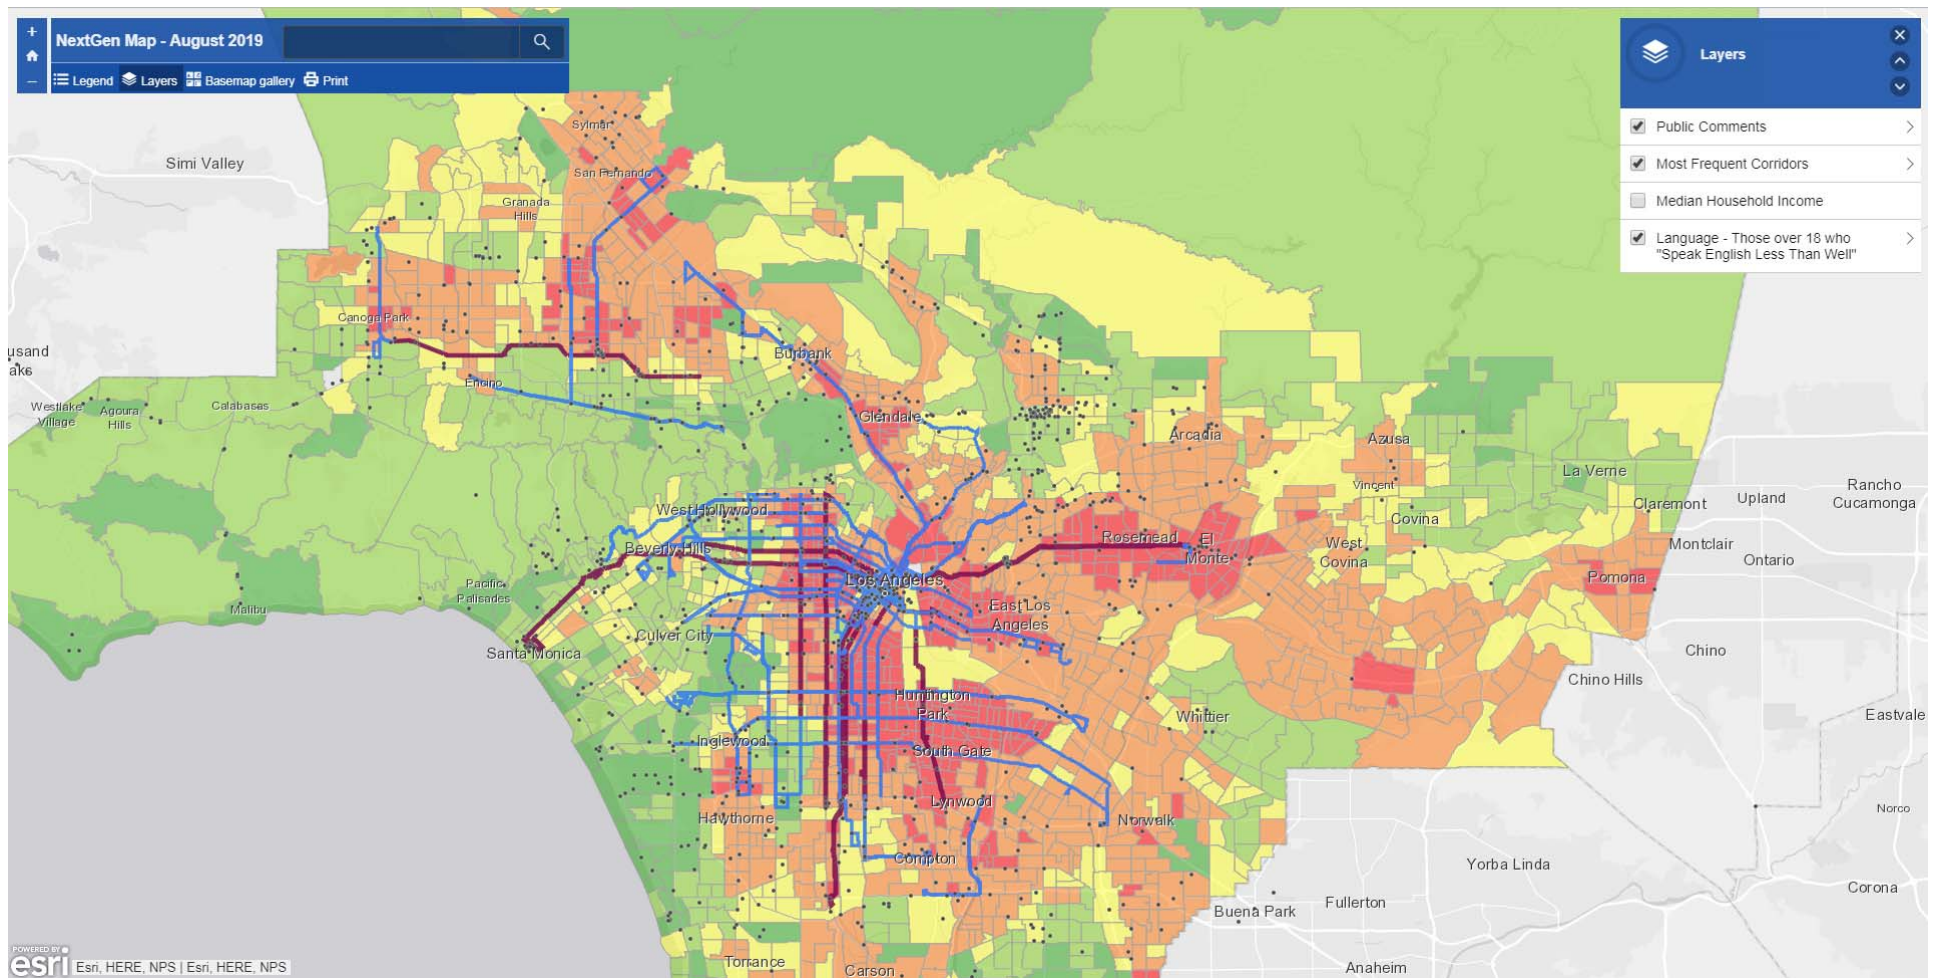 NextGen Map - August 2019
Legend
Layers
Basemap gallery
Print
Layers
Public Comments
Most Frequent Corridors
Median Household Income
Language - Those over 18 who
"Speak English Less Than Well"
Simi Valley
Sylmar
San Fernando
Granada
Hills
Canoga Park
usand
aks
Burbank
Encino
Westlake
Village
Agoura
Hills
Calabasas
Glendale
Arcadia
Azusa
La Verne
Vincent
Claremont
Upland
Rancho
Cucamonga
West Hollywood
Covina
Beverly Hills
Rosemead
El
Monte
West
Covina
Montclair
Ontario
Los Angeles
Pomona
Pacific
Palisades
Malibu
East Los
Angeles
Culver City
Santa Monica
Chino
Chino Hills
Huntington
Park
Whittier
Eastvale
Inglewood
South Gate
Lynwood
Norco
Hawthorne
Norwalk
Compton
Yorba Linda
Corona
Fullerton
Buena Park
Torrance
Carson
Anaheim
POWERED BY
esri
Esri, HERE, NPS | Esri, HERE, NPS